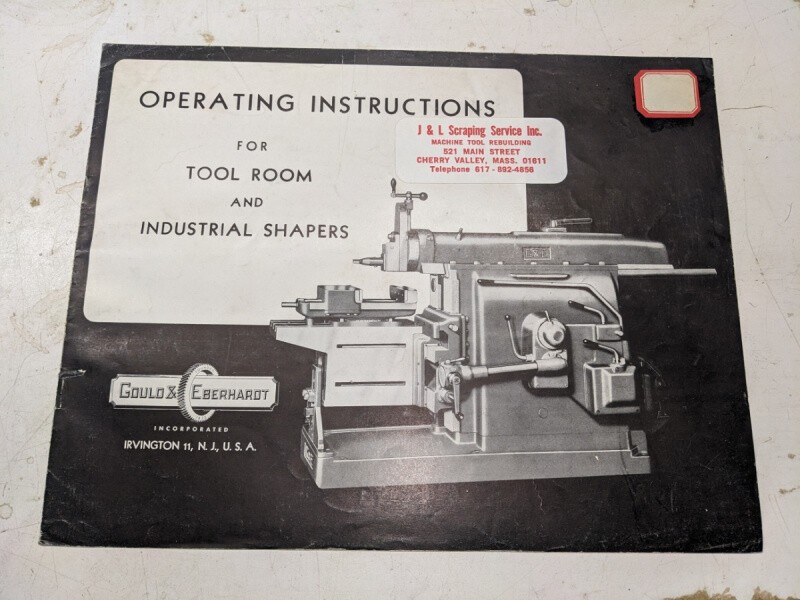 OPERATING INSTRUCTIONS
FOR
TOOL ROOM
AND
INDUSTRIAL SHAPERS
J & L Scraping Service Inc.
MACHINE TOOL REBUILDING
521 MAIN STREET
CHERRY VALLEY, MASS. 01611
Telephone 617 - 892-4856
GOULD & EBERHARDT
INCORPORATED
IRVINGTON 11, N. J., U. S. A.